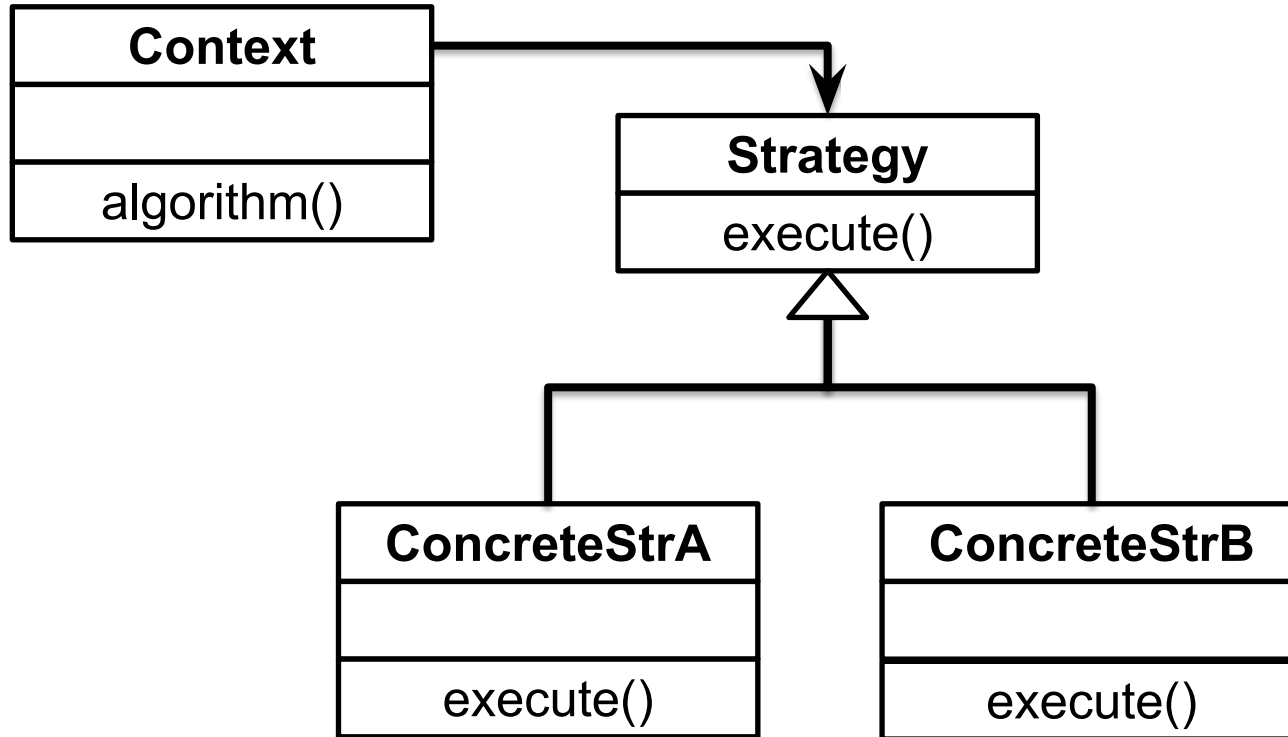 Context
algorithm()
Strategy
execute()
ConcreteStrA
execute()
ConcreteStrB
execute()